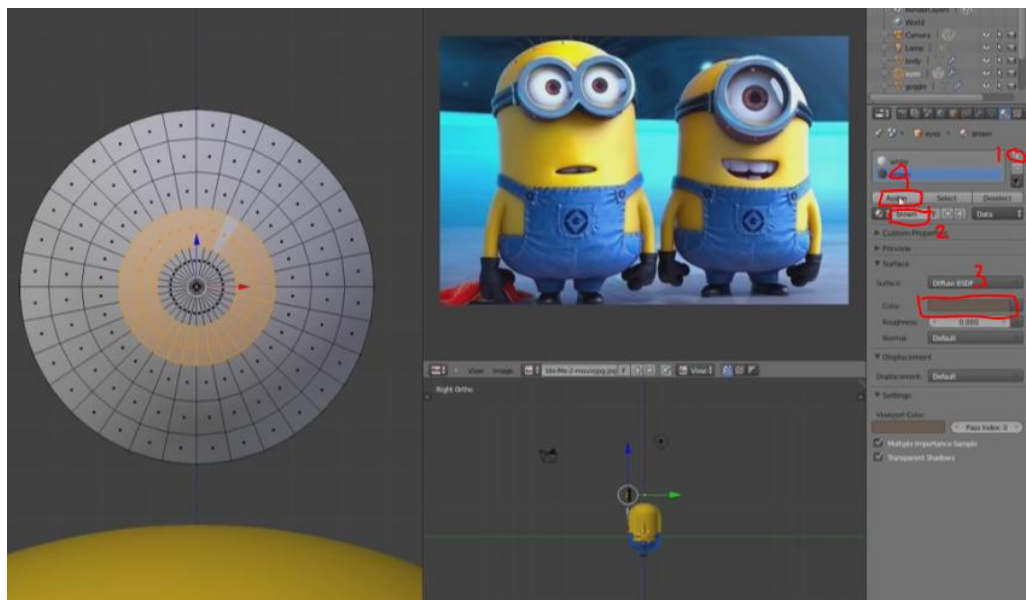 World
Camera
Lamp
body
eyes
goggle
eyes brown
1
white
4
Assign Select Deselect
brown F Data
2
Custom Properties
Preview
Surface
3
Surface: Diffuse BSDF
Color:
Roughness: 0.000
Normal: Default
Displacement
Displacement: Default
Settings
Viewport Color:
Pass Index: 0
Multiple Importance Sample
Transparent Shadows
View Image F View
Right Ortho